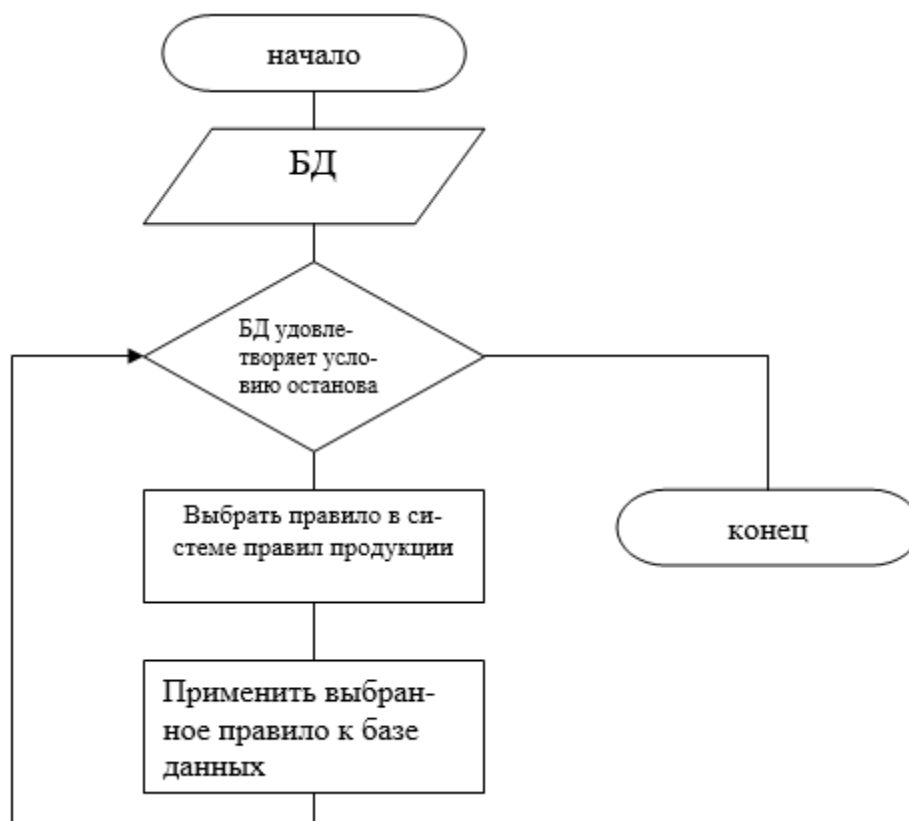 начало
БД
БД удовле-
творяет усло-
вию останова
Выбрать правило в си-
стеме правил продукции
конец
Применить выбран-
ное правило к базе
данных